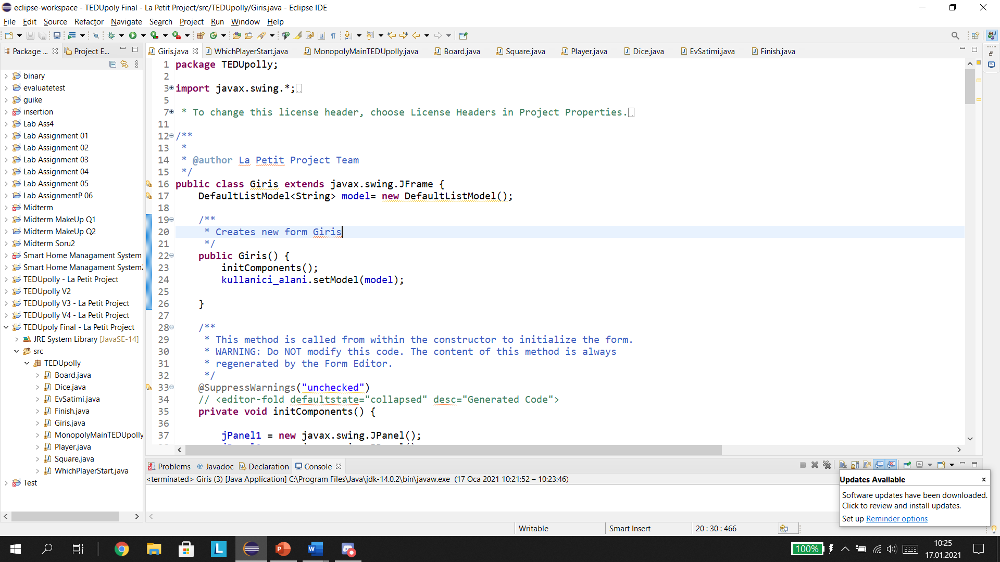 eclipse-workspace - TEDUpoly Final - La Petit Project/src/TEDUpolly/Giris.java - Eclipse IDE
File Edit Source Refactor Navigate Search Project Run Window Help
Package ... Project E...
Giris.java WhichPlayerStart.java MonopolyMainTEDUpolly.java Board.java Square.java Player.java Dice.java EvSatimi.java Finish.java
binary
evaluatetest
guike
insertion
Lab Ass4
Lab Assignment 01
Lab Assignment 02
Lab Assignment 03
Lab Assignment 04
Lab Assignment 05
Lab AssignmentP 06
Midterm
Midterm MakeUp Q1
Midterm MakeUp Q2
Midterm Soru2
Smart Home Managament System
Smart Home Managament System
TEDUpolly - La Petit Project
TEDUpolly V2
TEDUpolly V3 - La Petit Project
TEDUpolly V4 - La Petit Project
TEDUpoly Final - La Petit Project
JRE System Library [JavaSE-14]
src
TEDUpolly
Board.java
Dice.java
EvSatimi.java
Finish.java
Giris.java
MonopolyMainTEDUpolly
Player.java
Square.java
WhichPlayerStart.java
Test
1 package TEDUpolly;
2
3 import javax.swing.*;
5
7 * To change this license header, choose License Headers in Project Properties.
11
12 /**
13 *
14 * @author La Petit Project Team
15 */
16 public class Giris extends javax.swing.JFrame {
17 DefaultListModel<String> model= new DefaultListModel();
18
19 /**
20 * Creates new form Giris
21 */
22 public Giris() {
23 initComponents();
24 kullanici_alani.setModel(model);
25
26 }
27
28 /**
29 * This method is called from within the constructor to initialize the form.
30 * WARNING: Do NOT modify this code. The content of this method is always
31 * regenerated by the Form Editor.
32 */
33 @SuppressWarnings("unchecked")
34 // <editor-fold defaultstate="collapsed" desc="Generated Code">
35 private void initComponents() {
36
37 jPanel1 = new javax.swing.JPanel();
Problems Javadoc Declaration Console
<terminated> Giris (3) [Java Application] C:\Program Files\Java\jdk-14.0.2\bin\javaw.exe (17 Oca 2021 10:21:52 – 10:23:46)
Updates Available
Software updates have been downloaded.
Click to review and install updates.
Set up Reminder options
Writable Smart Insert 20 : 30 : 466
100% 10:25
17.01.2021